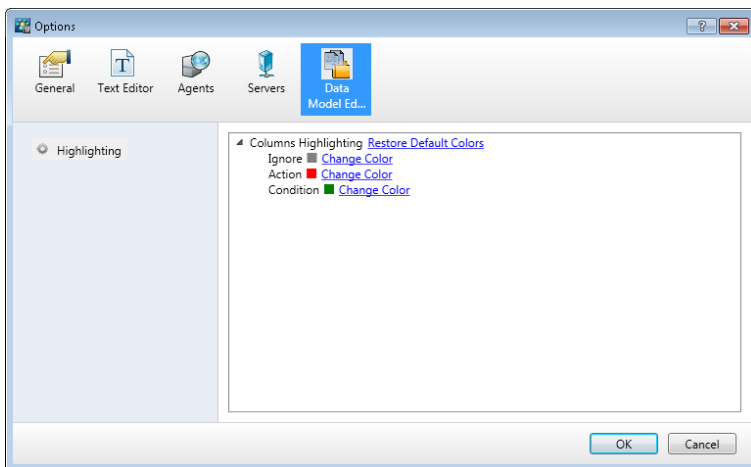 Options
General
Text Editor
Agents
Servers
Data
Model Ed...
Highlighting
Columns Highlighting Restore Default Colors
Ignore Change Color
Action Change Color
Condition Change Color
OK
Cancel